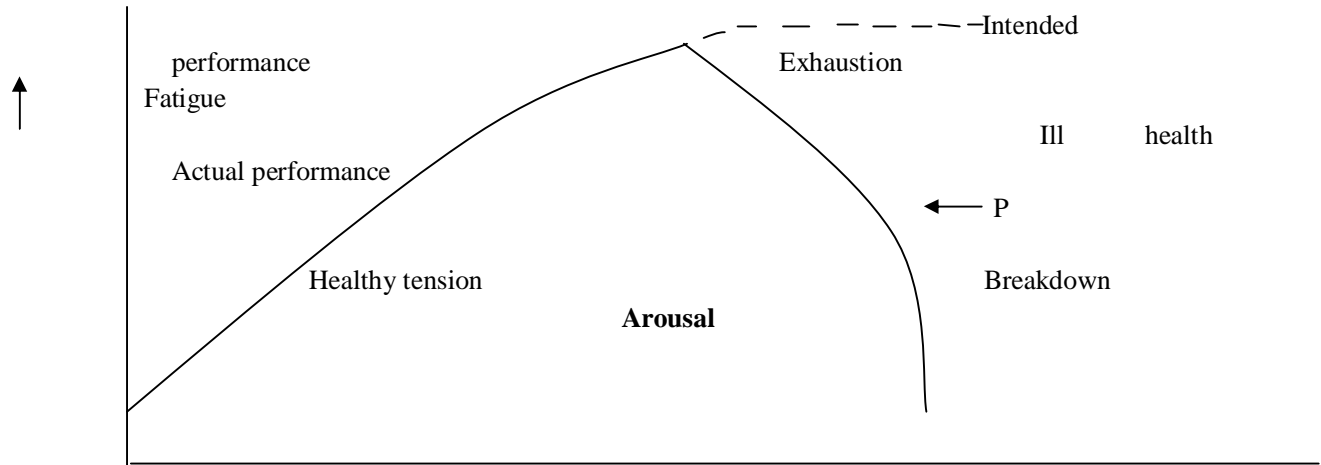 Intended
performance
Exhaustion
Fatigue
Ill health
Actual performance
P
Healthy tension
Breakdown
Arousal